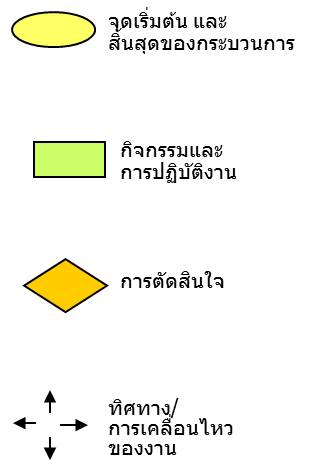 จุดเริ่มต้น และ
สิ้นสุดของกระบวนการ
กิจกรรมและ
การปฏิบัติงาน
การตัดสินใจ
ทิศทาง/
การเคลื่อนไหว
ของงาน